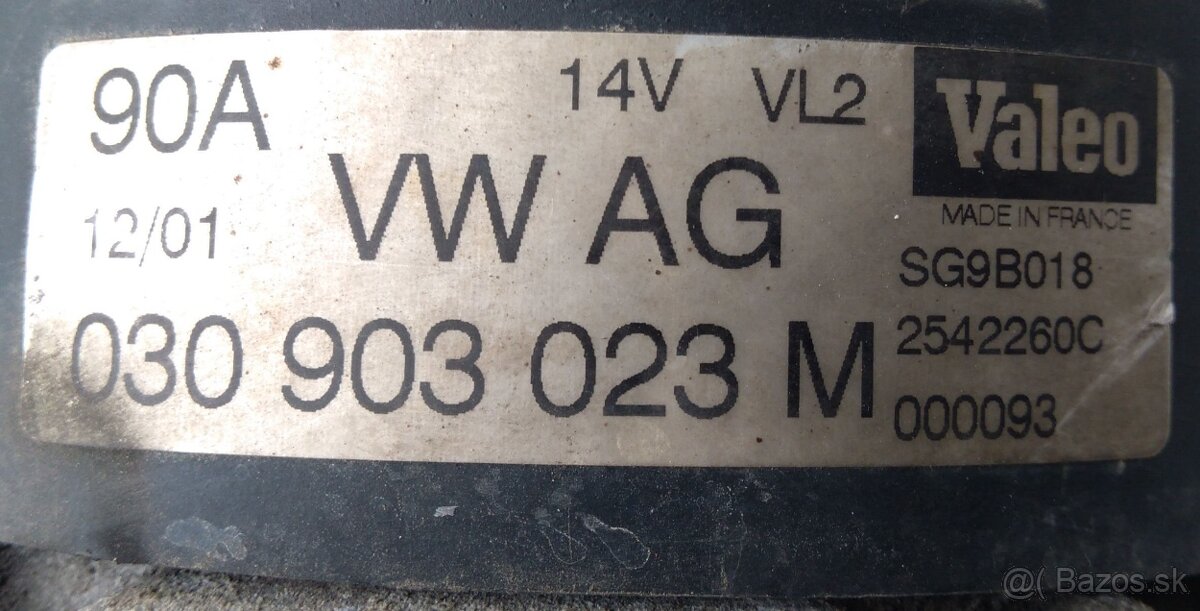 90A 14V VL2 Valeo
MADE IN FRANCE
12/01 VW AG
SG9B018
030 903 023 M 2542260C
000093
@( Bazos.sk